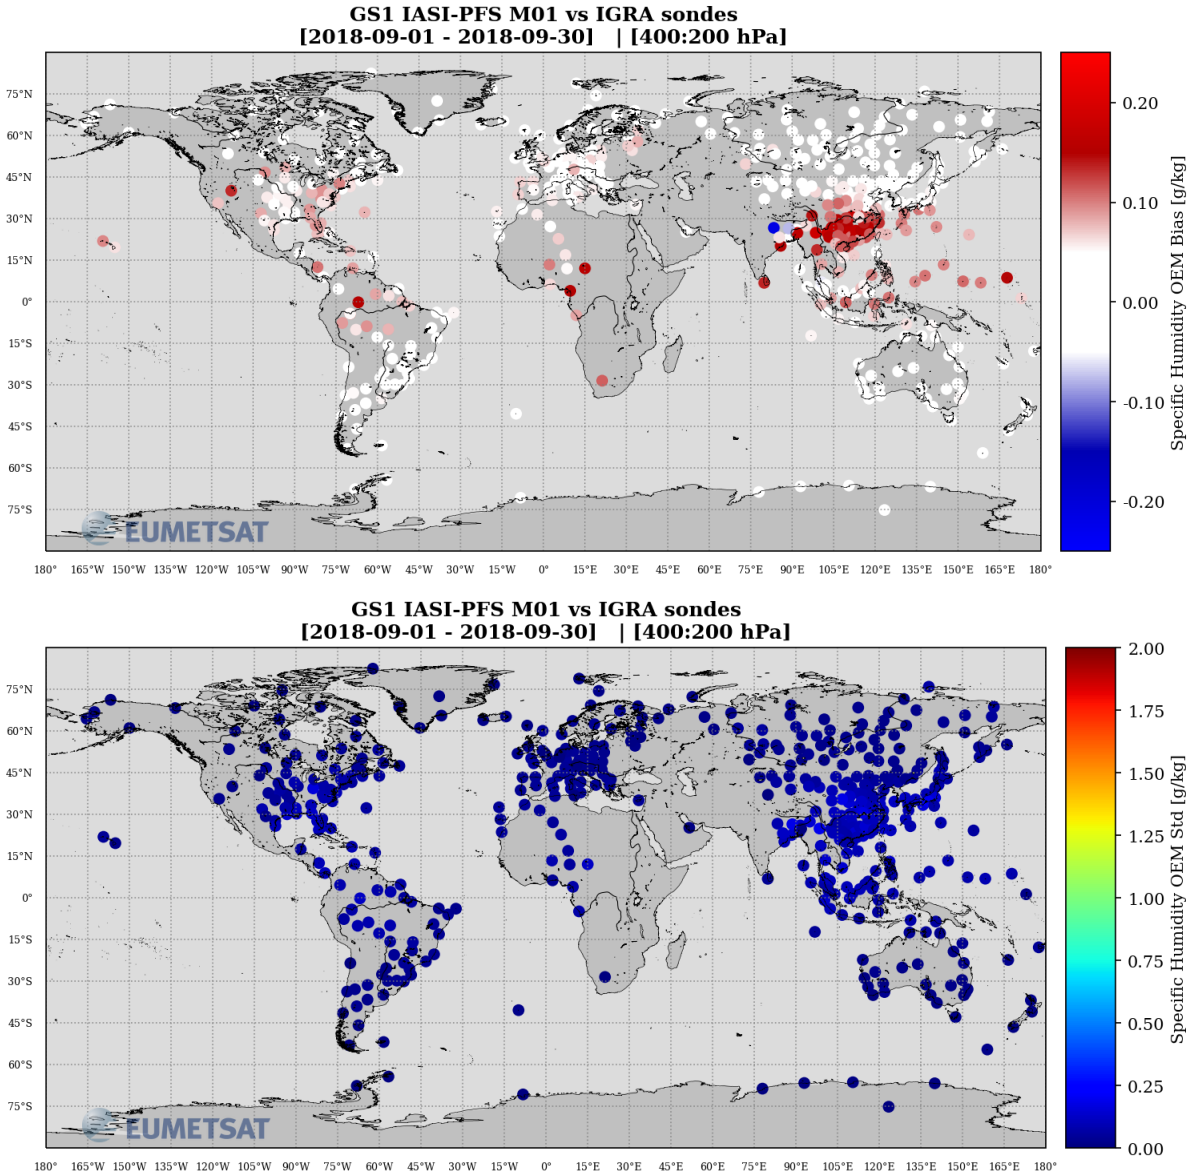 GS1 IASI-PFS M01 vs IGRA sondes
[2018-09-01 - 2018-09-30]   | [400:200 hPa]
75°N
60°N
45°N
30°N
15°N
0°
15°S
30°S
45°S
60°S
75°S
EUMETSAT
180° 165°W 150°W 135°W 120°W 105°W 90°W 75°W 60°W 45°W 30°W 15°W 0° 15°E 30°E 45°E 60°E 75°E 90°E 105°E 120°E 135°E 150°E 165°E 180°
0.20
0.10
0.00
-0.10
-0.20
Specific Humidity OEM Bias [g/kg]
GS1 IASI-PFS M01 vs IGRA sondes
[2018-09-01 - 2018-09-30]   | [400:200 hPa]
75°N
60°N
45°N
30°N
15°N
0°
15°S
30°S
45°S
60°S
75°S
EUMETSAT
180° 165°W 150°W 135°W 120°W 105°W 90°W 75°W 60°W 45°W 30°W 15°W 0° 15°E 30°E 45°E 60°E 75°E 90°E 105°E 120°E 135°E 150°E 165°E 180°
2.00
1.75
1.50
1.25
1.00
0.75
0.50
0.25
0.00
Specific Humidity OEM Std [g/kg]